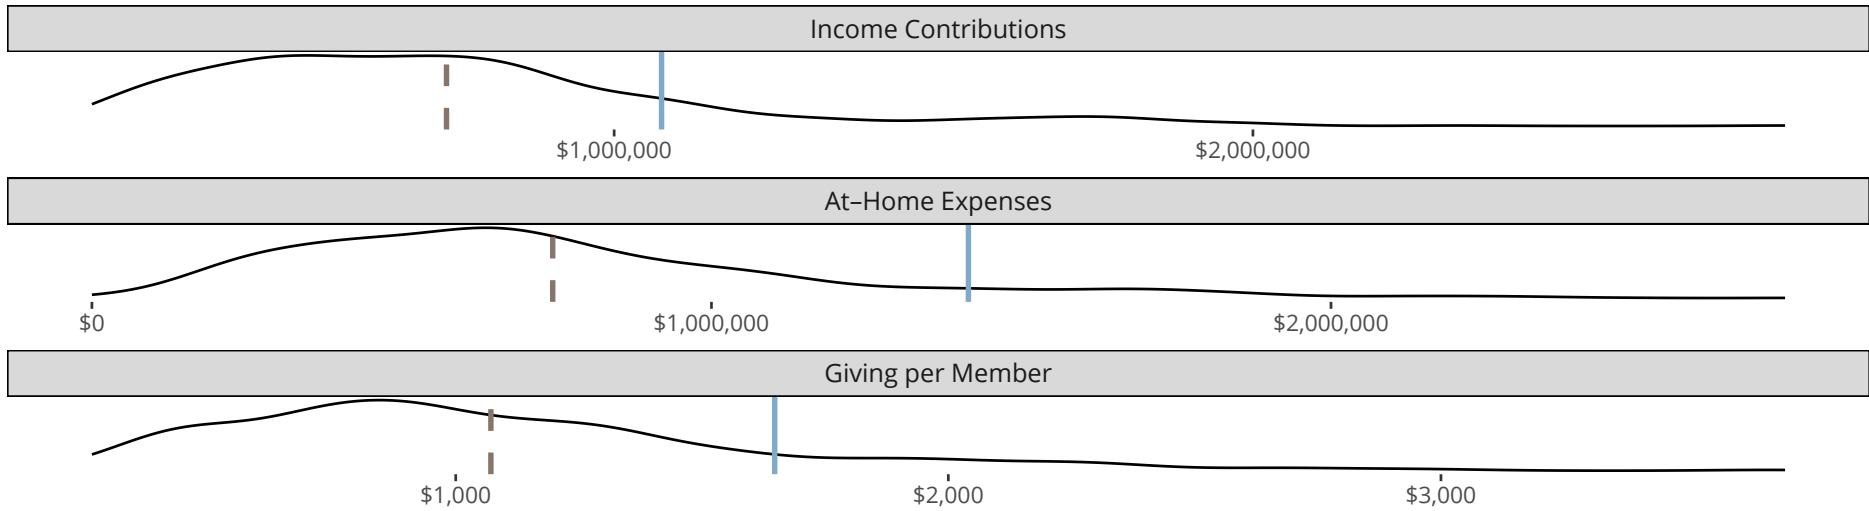 Income Contributions
$1,000,000 $2,000,000
At–Home Expenses
$0 $1,000,000 $2,000,000
Giving per Member
$1,000 $2,000 $3,000